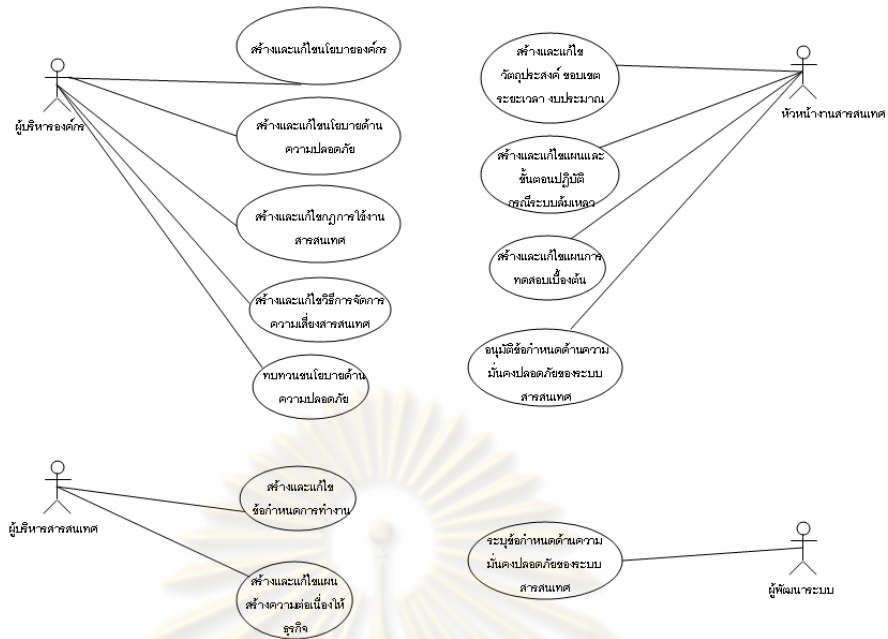 สร้างและแก้ไขนโยบายองค์กร
ผู้บริหารองค์กร
สร้างและแก้ไขนโยบายด้าน
ความปลอดภัย
สร้างและแก้ไขกฎการใช้งาน
สารสนเทศ
สร้างและแก้ไขวิธีการจัดการ
ความเสี่ยงสารสนเทศ
ทบทวนขนโยบายด้าน
ความปลอดภัย
สร้างและแก้ไข
วัตถุประสงค์ ขอบเขต
ระยะเวลา งบประมาณ
หัวหน้างานสารสนเทศ
สร้างและแก้ไขแผนและ
ขั้นตอนปฏิบัติ
กรณีระบบล้มเหลว
สร้างและแก้ไขแผนการ
ทดสอบเบื้องต้น
อนุมัติข้อกำหนดด้านความ
มั่นคงปลอดภัยของระบบ
สารสนเทศ
ผู้บริหารสารสนเทศ
สร้างและแก้ไข
ข้อกำหนดการทำงาน
สร้างและแก้ไขแผน
สร้างความต่อเนื่องให้
ธุรกิจ
ระบุข้อกำหนดด้านความ
มั่นคงปลอดภัยของระบบ
สารสนเทศ
ผู้พัฒนาระบบ